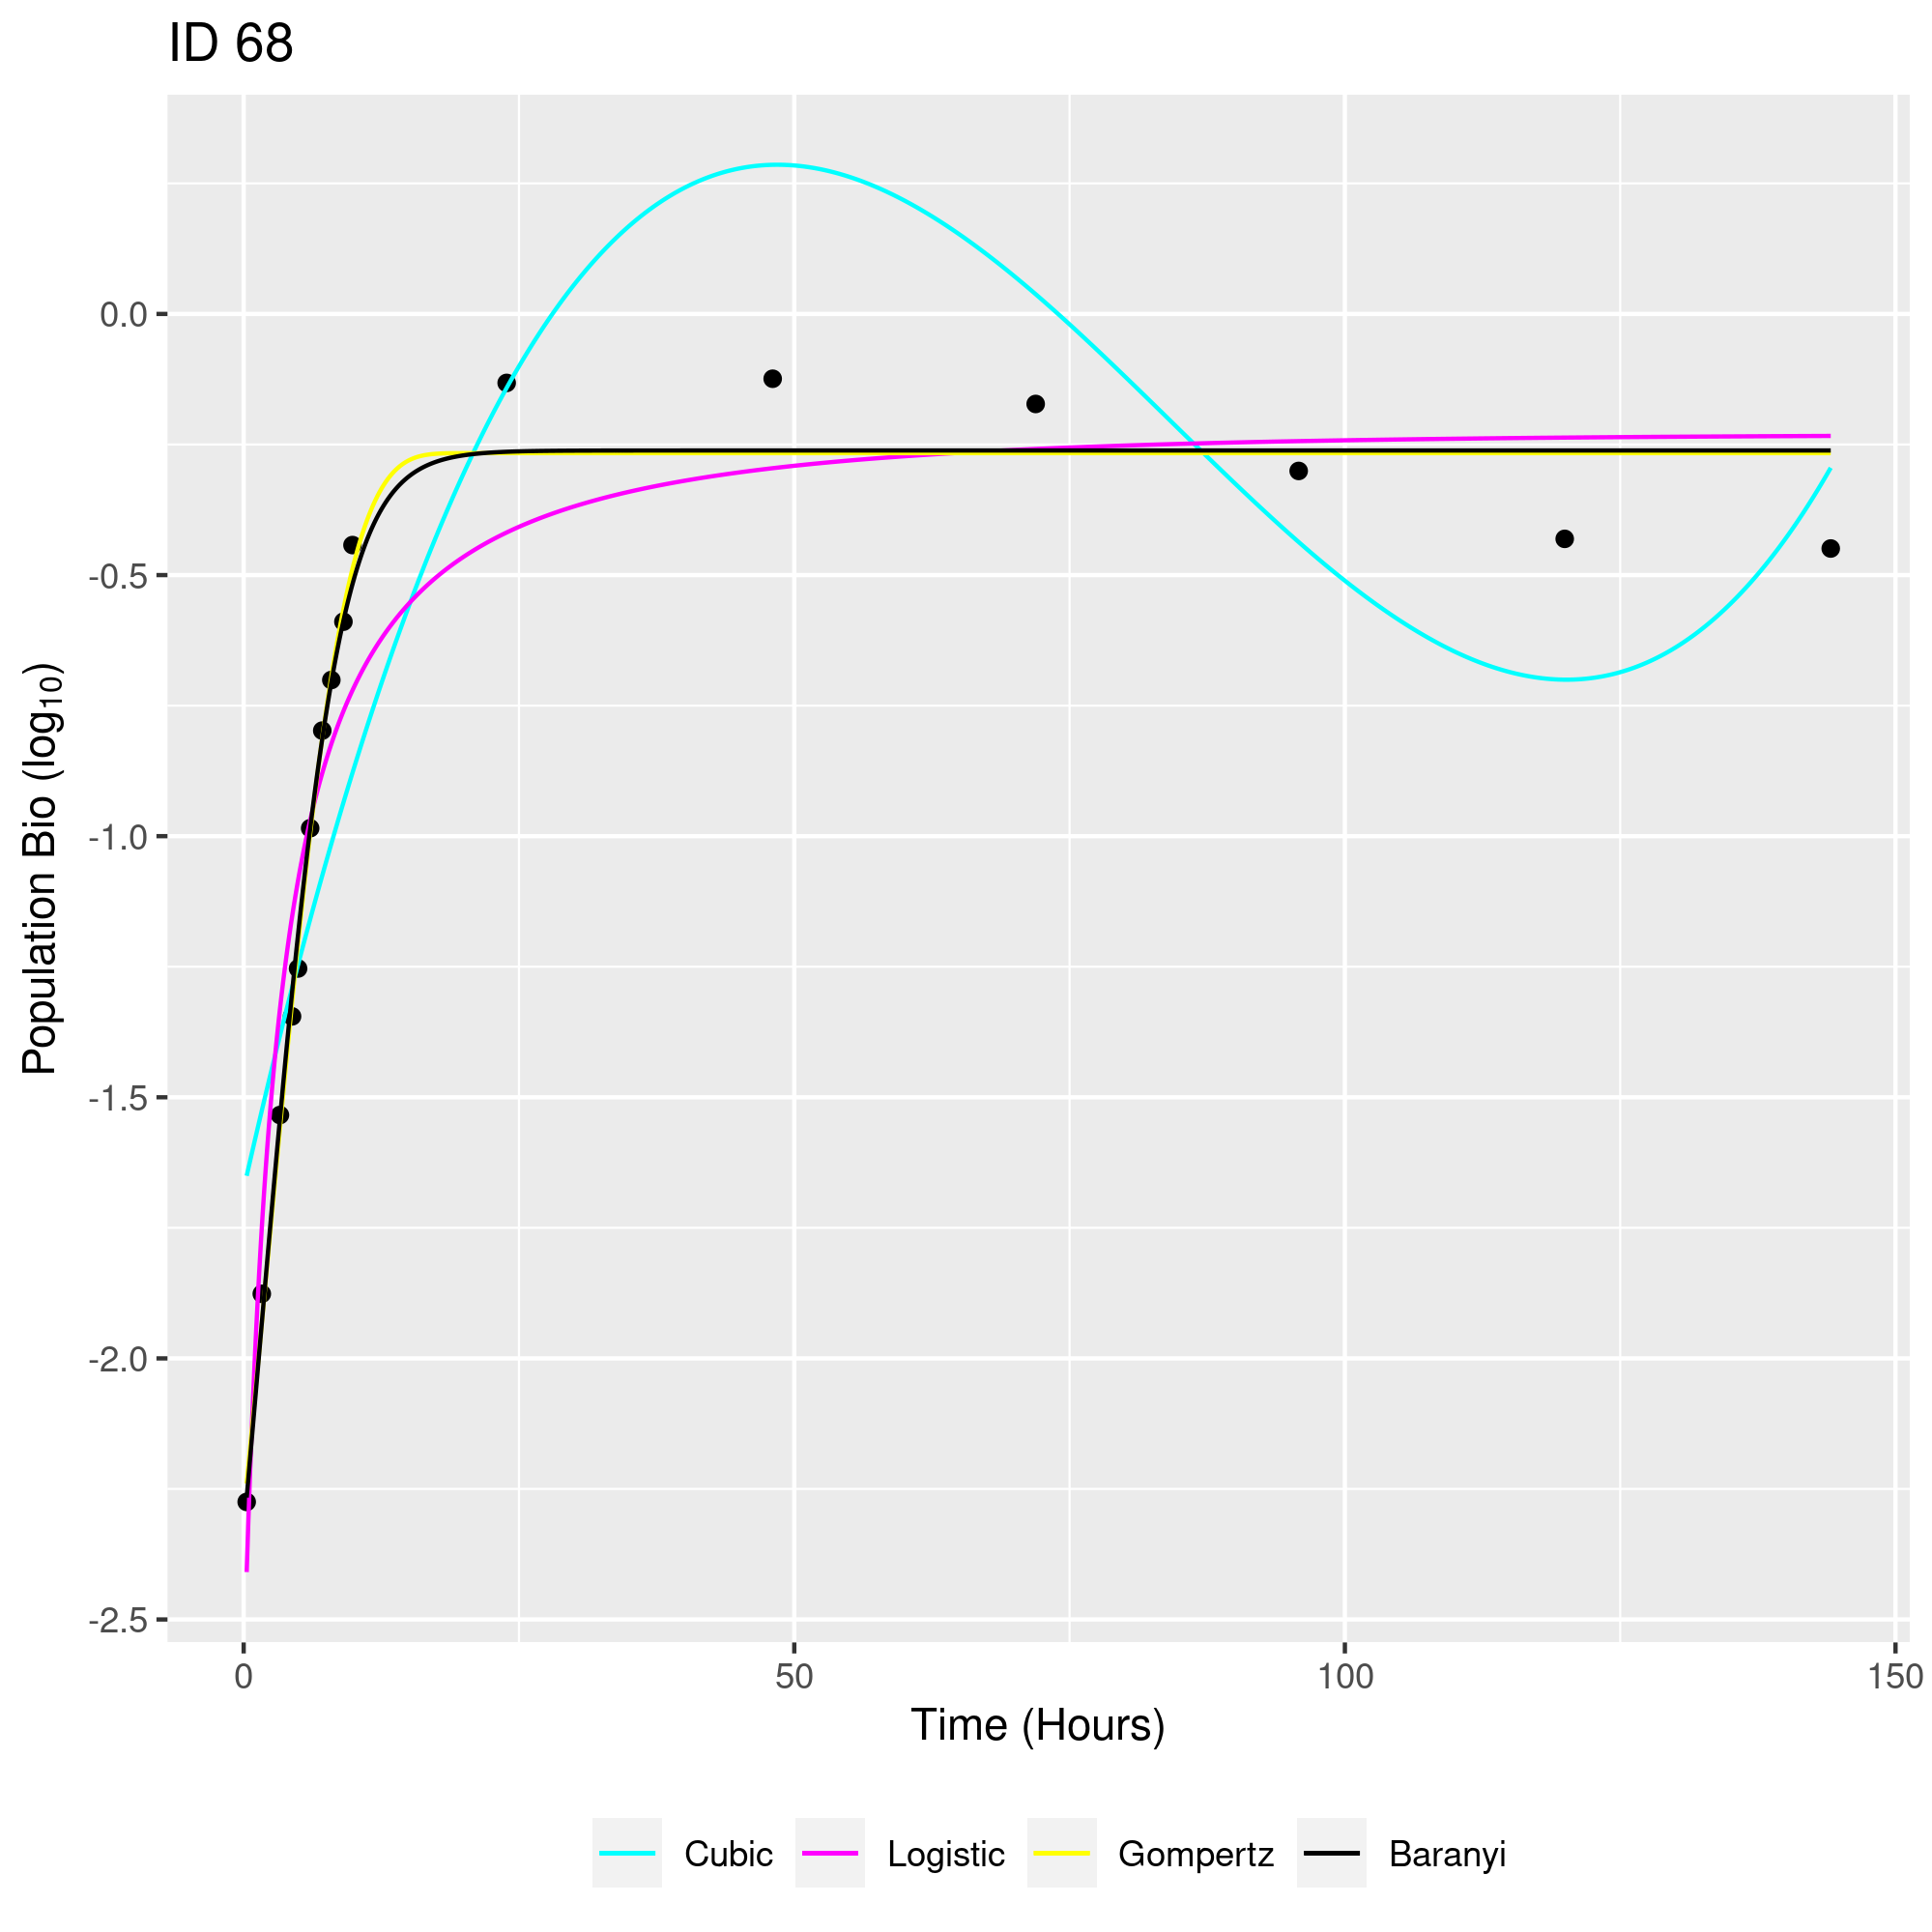 ID 68
Population Bio (log₁₀)
0.0
-0.5
-1.0
-1.5
-2.0
-2.5
0 50 100 150
Time (Hours)
Cubic Logistic Gompertz Baranyi